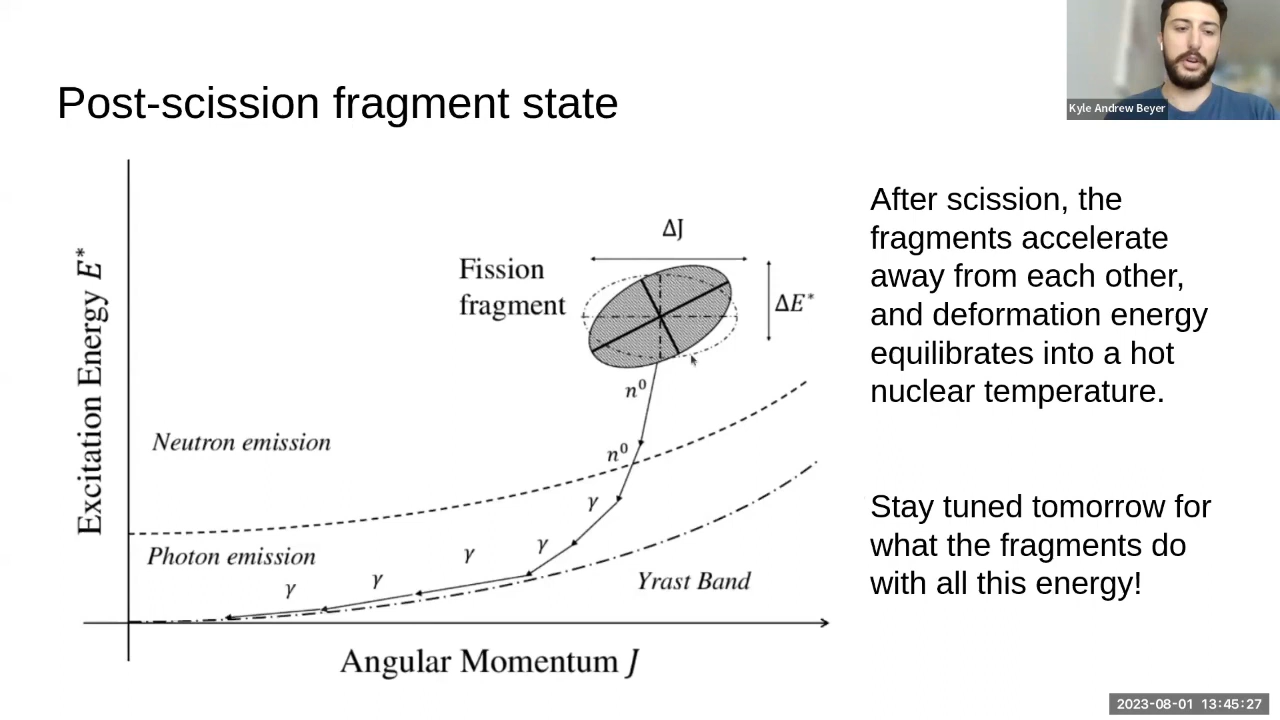 Kyle Andrew Beyer
Post-scission fragment state
Excitation Energy E*
ΔJ
Fission
fragment
ΔE*
n⁰
n⁰
Neutron emission
γ
γ
γ
γ
γ
Photon emission
Yrast Band
Angular Momentum J
After scission, the
fragments accelerate
away from each other,
and deformation energy
equilibrates into a hot
nuclear temperature.
Stay tuned tomorrow for
what the fragments do
with all this energy!
2023-08-01 13:45:27